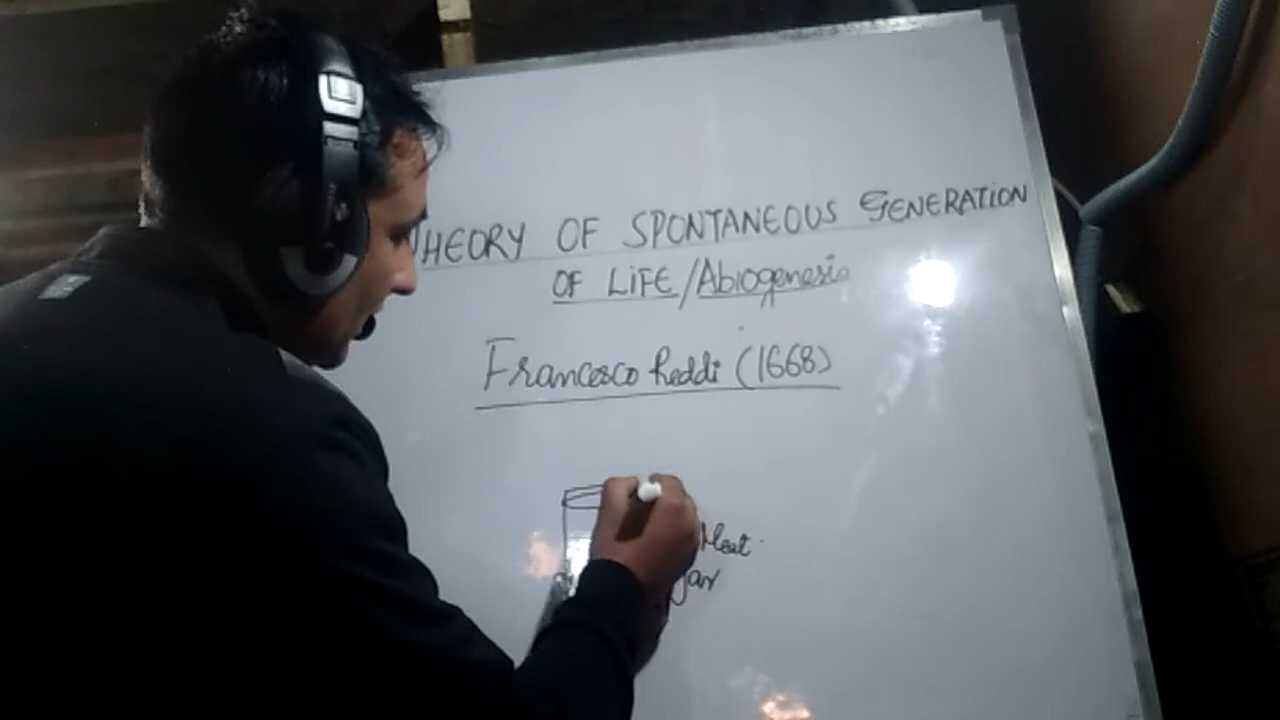 THEORY OF SPONTANEOUS GENERATION
OF LIFE/Abiogenesis
Francesco Reddi (1668)
Meat
Jar